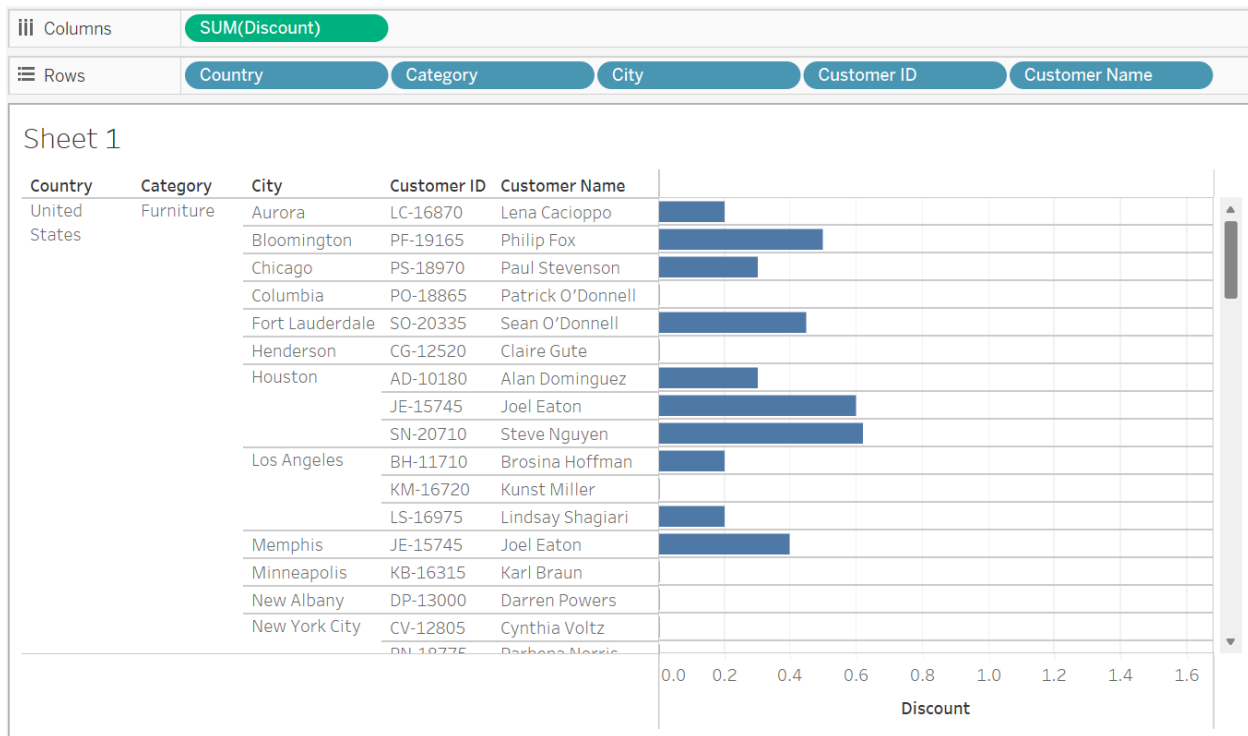 Columns SUM(Discount)
Rows Country Category City Customer ID Customer Name
Sheet 1
Country Category City Customer ID Customer Name
United States Furniture Aurora LC-16870 Lena Cacioppo
Bloomington PF-19165 Philip Fox
Chicago PS-18970 Paul Stevenson
Columbia PO-18865 Patrick O’Donnell
Fort Lauderdale SO-20335 Sean O’Donnell
Henderson CG-12520 Claire Gute
Houston AD-10180 Alan Dominguez
JE-15745 Joel Eaton
SN-20710 Steve Nguyen
Los Angeles BH-11710 Brosina Hoffman
KM-16720 Kunst Miller
LS-16975 Lindsay Shagiari
Memphis JE-15745 Joel Eaton
Minneapolis KB-16315 Karl Braun
New Albany DP-13000 Darren Powers
New York City CV-12805 Cynthia Voltz
0.0 0.2 0.4 0.6 0.8 1.0 1.2 1.4 1.6
Discount